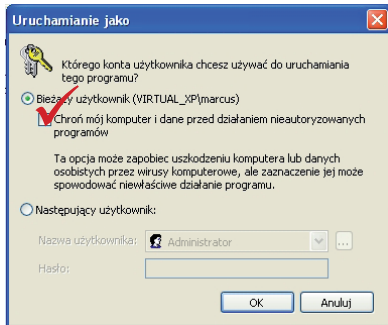 Uruchamianie jako
Którego konta użytkownika chcesz używać do uruchamiania
tego programu?
Bieżący użytkownik (VIRTUAL_XP\marcus)
Chroń mój komputer i dane przed działaniem nieautoryzowanych
programów
Ta opcja może zapobiec uszkodzeniu komputera lub danych
osobistych przez wirusy komputerowe, ale zaznaczenie jej może
spowodować niewłaściwe działanie programu.
Następujący użytkownik:
Nazwa użytkownika: Administrator ...
Hasło:
OK Anuluj